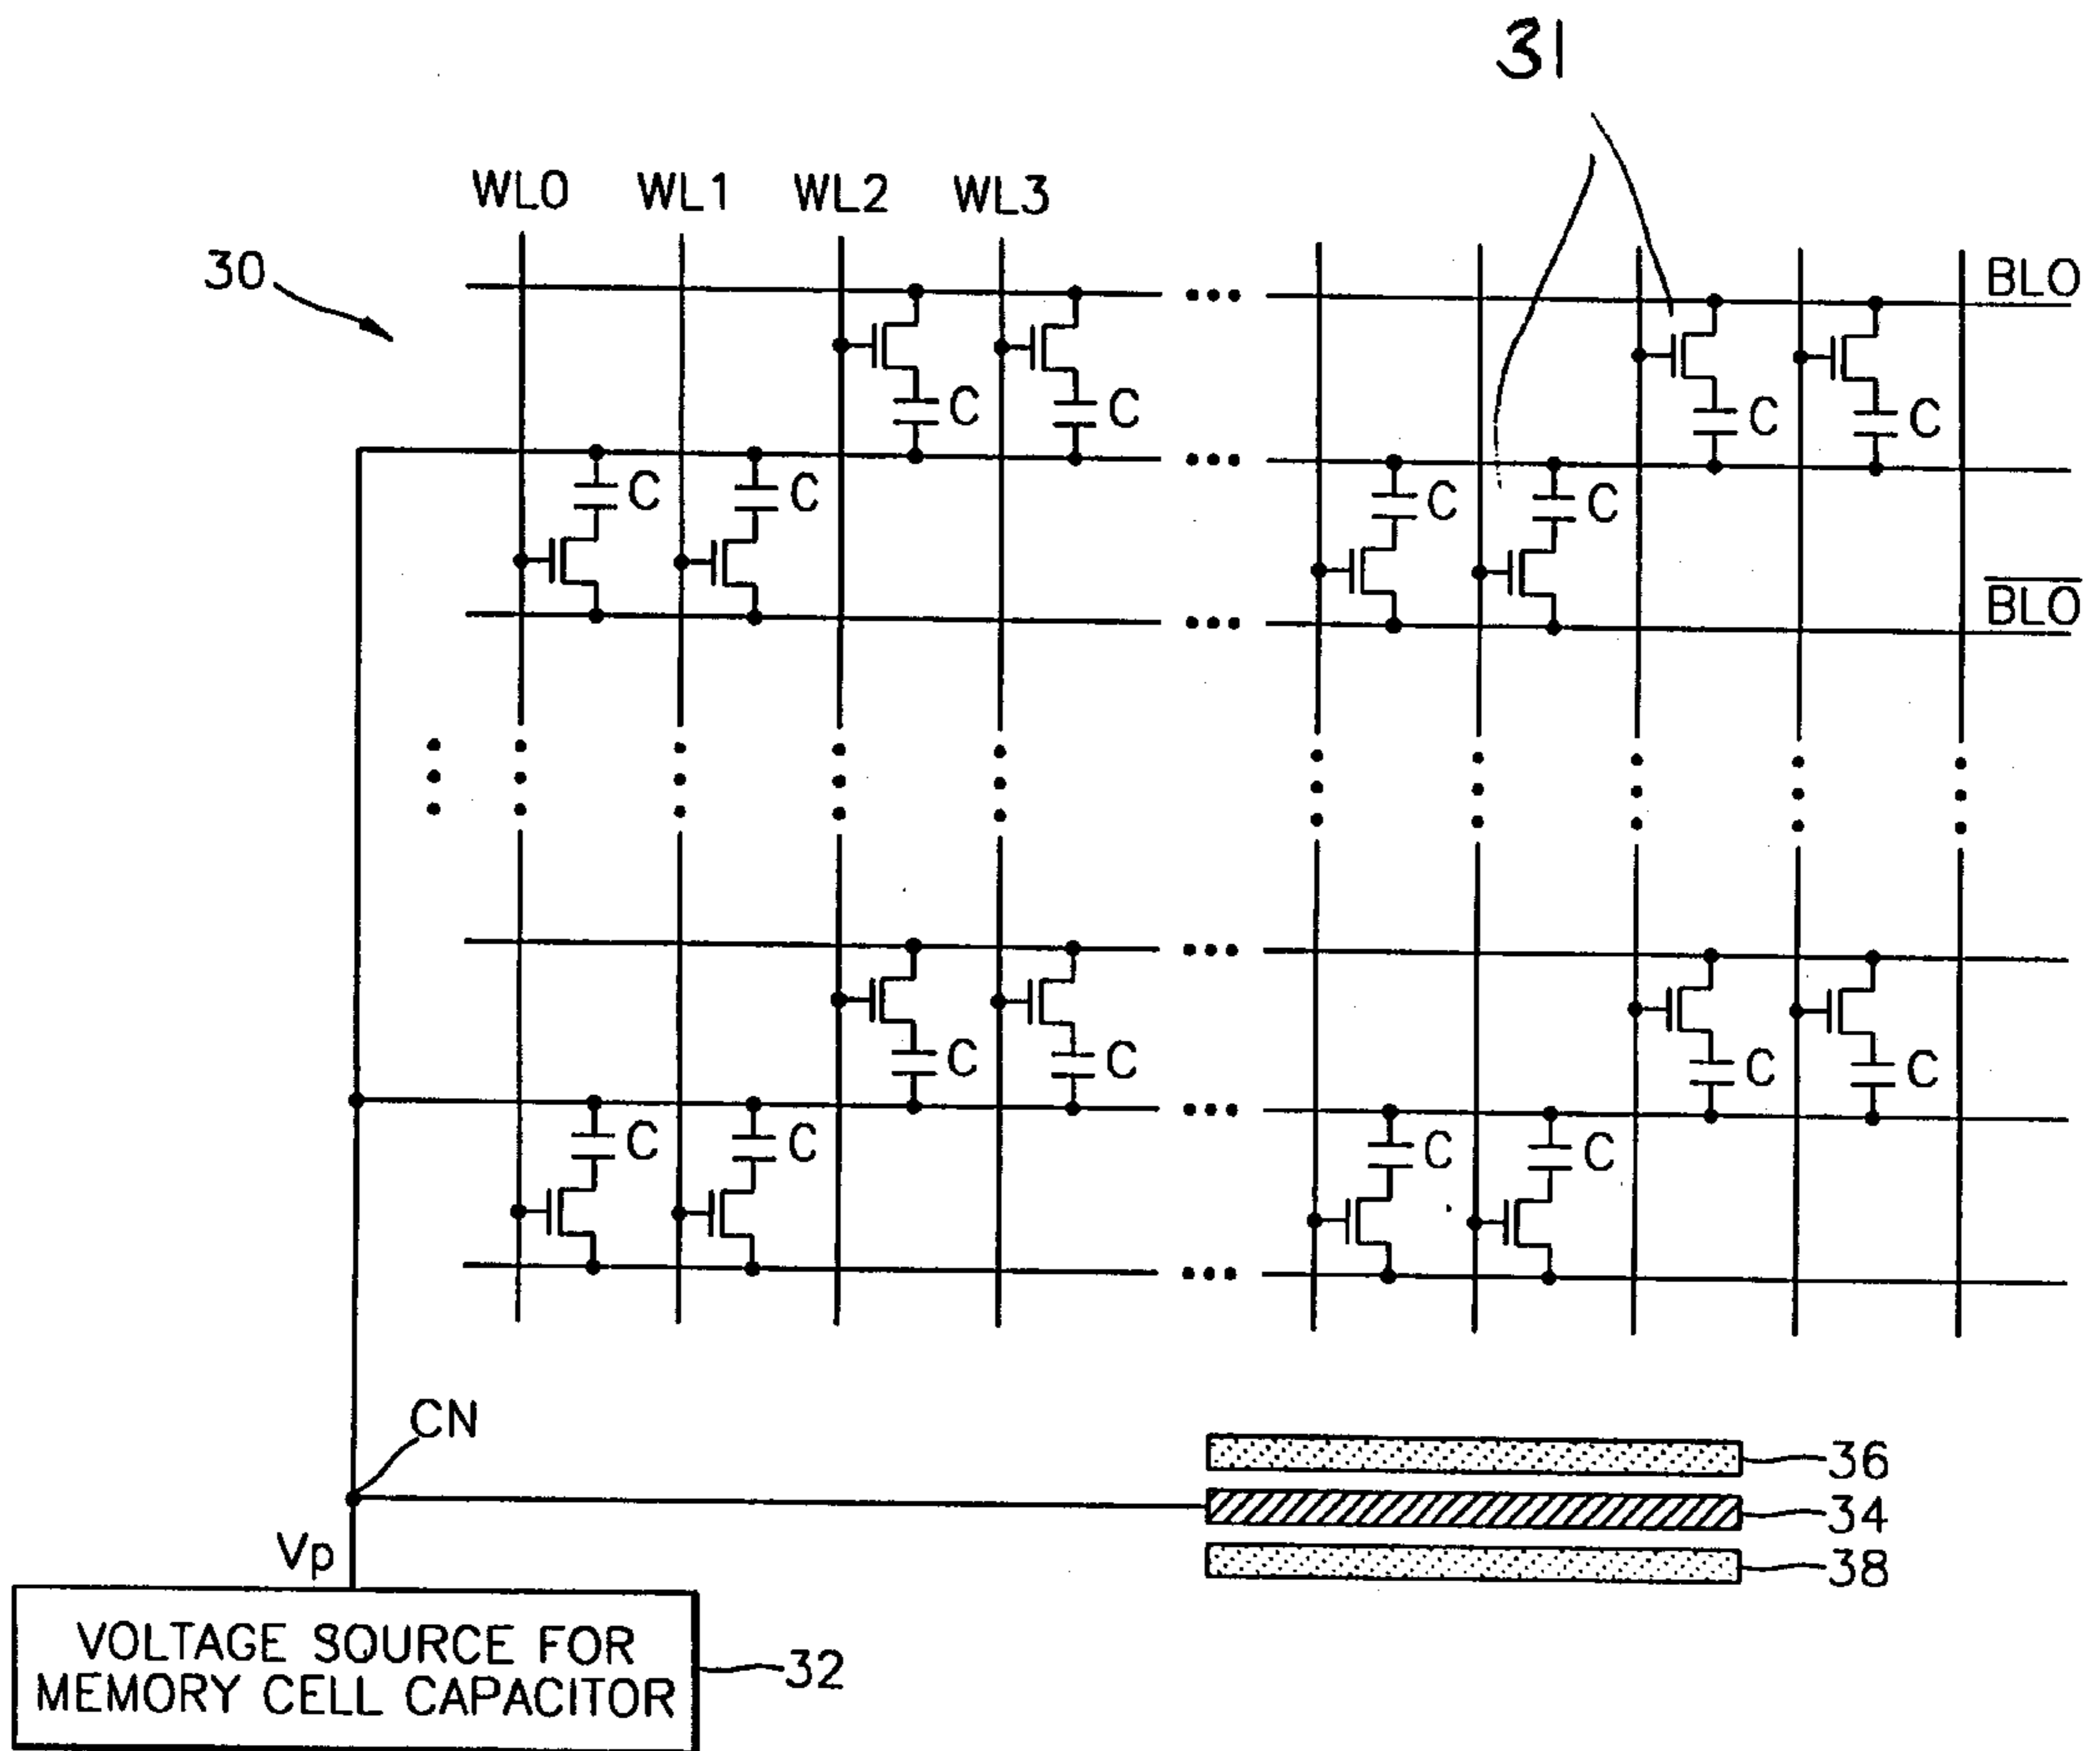 31
WL0 WL1 WL2 WL3
30
BL0
C C C C
C C C C
B̅L̅0̅
C C C C
C C C C
CN
36
34
38
Vp
VOLTAGE SOURCE FOR
MEMORY CELL CAPACITOR
32